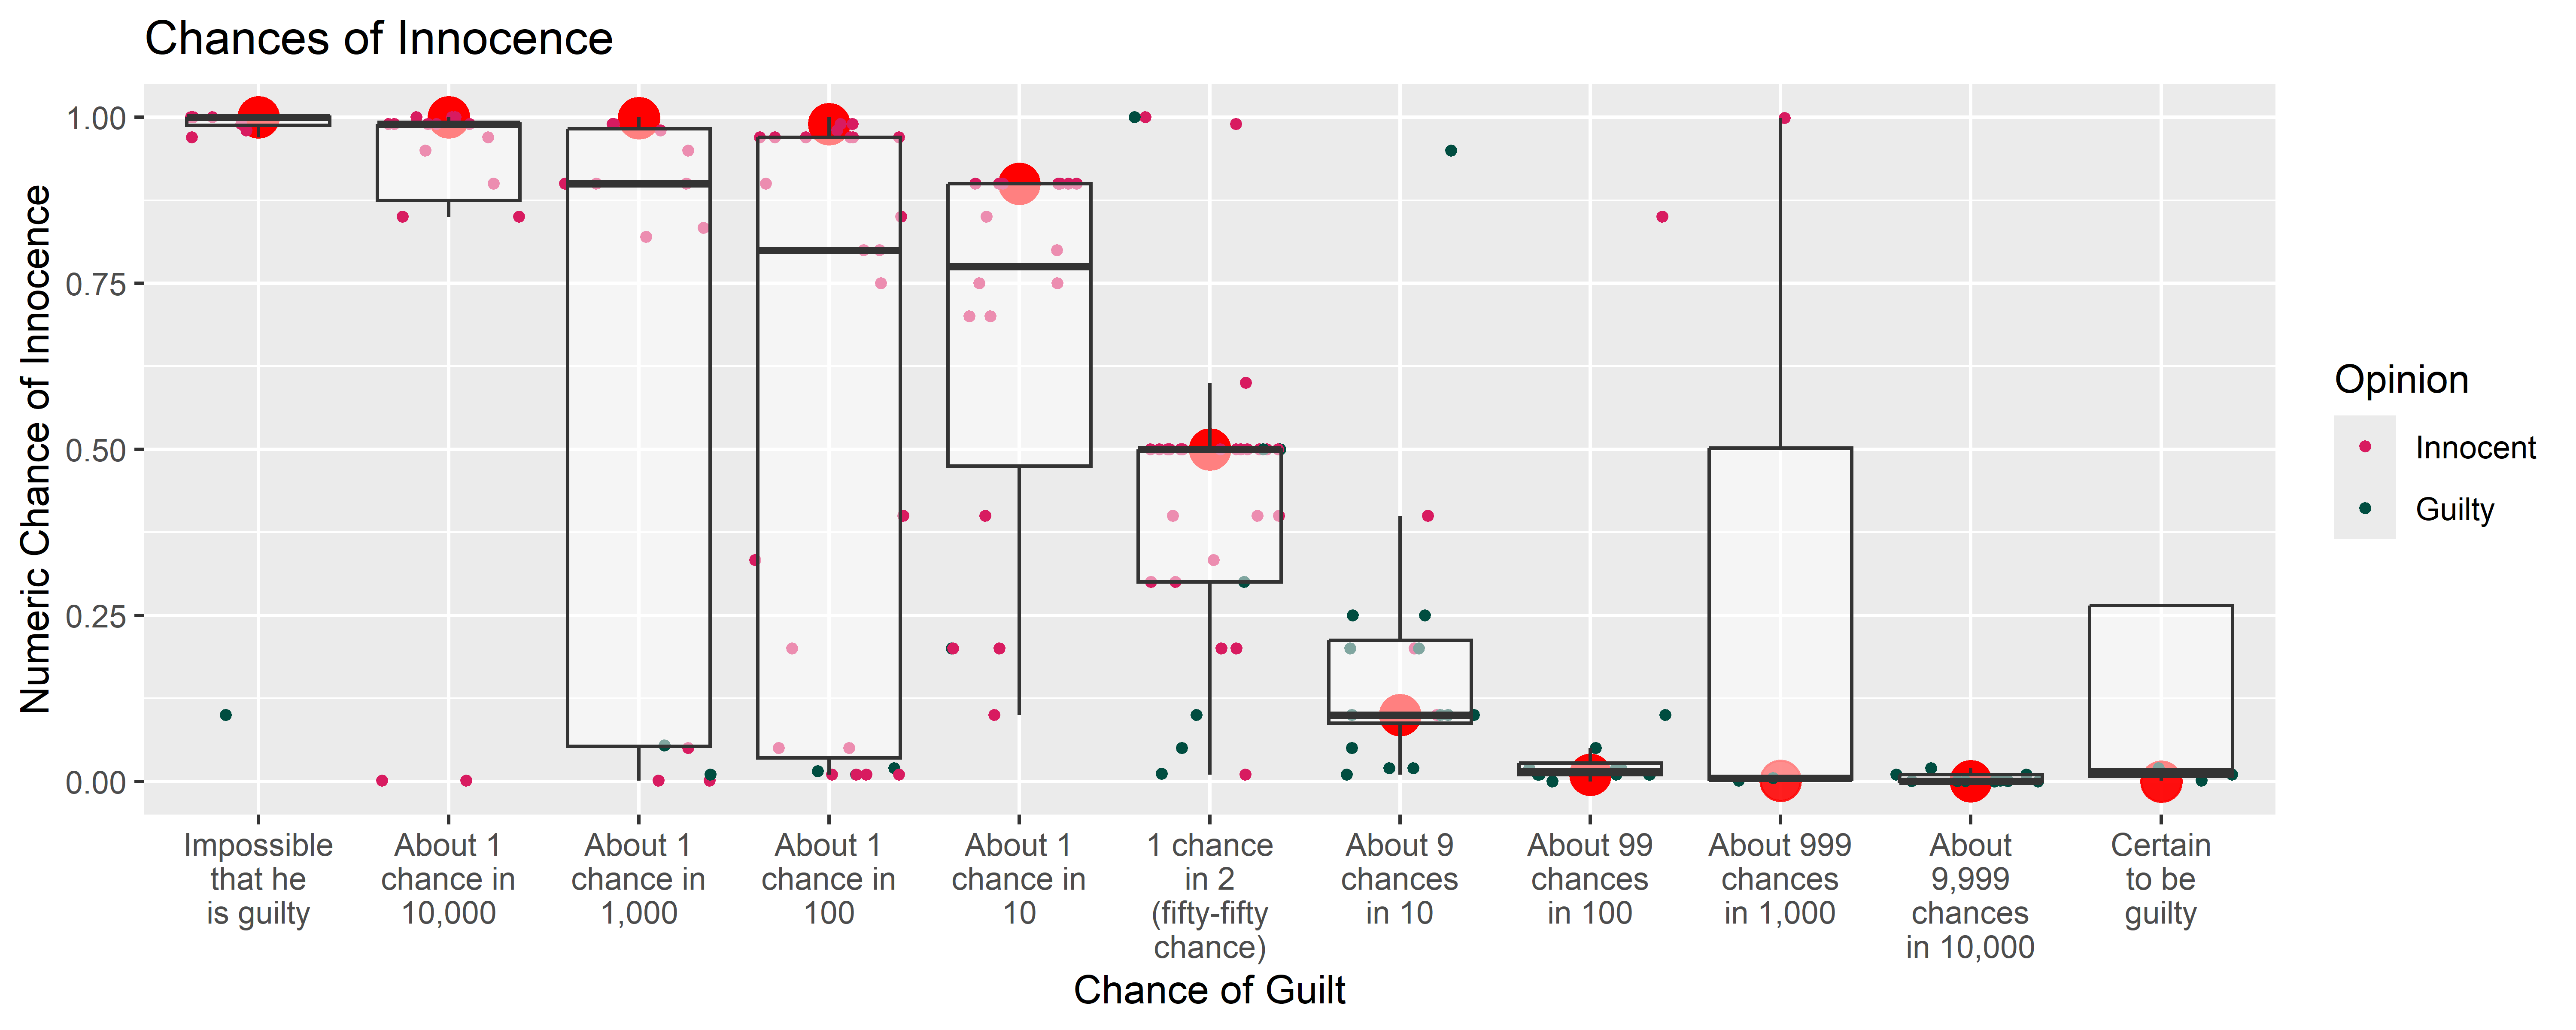 Chances of Innocence
Numeric Chance of Innocence
1.00
0.75
0.50
0.25
0.00
Impossible
that he
is guilty
About 1
chance in
10,000
About 1
chance in
1,000
About 1
chance in
100
About 1
chance in
10
1 chance
in 2
(fifty-fifty
chance)
About 9
chances
in 10
About 99
chances
in 100
About 999
chances
in 1,000
About
9,999
chances
in 10,000
Certain
to be
guilty
Chance of Guilt
Opinion
Innocent
Guilty